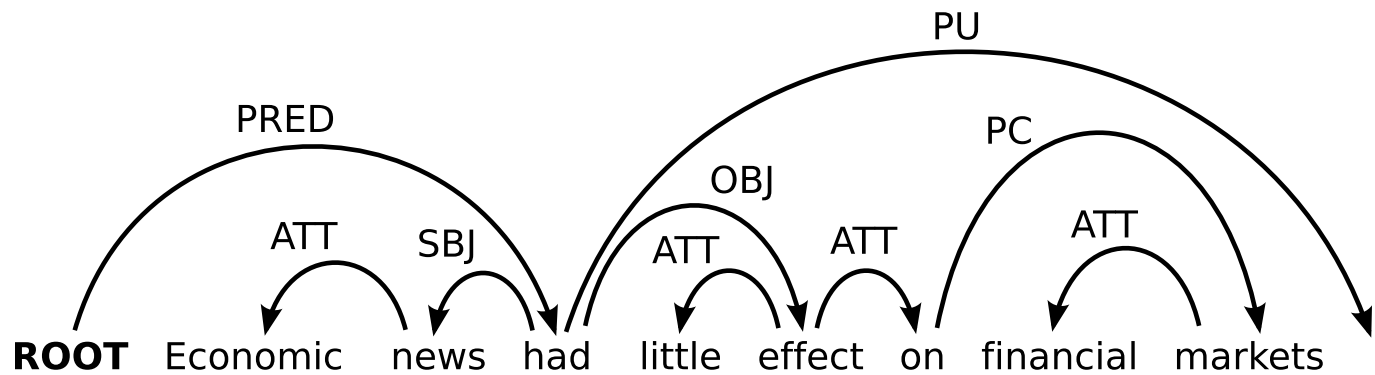 PU
PRED
PC
OBJ
ATT
SBJ
ATT
ATT
ATT
ROOT Economic news had little effect on financial markets